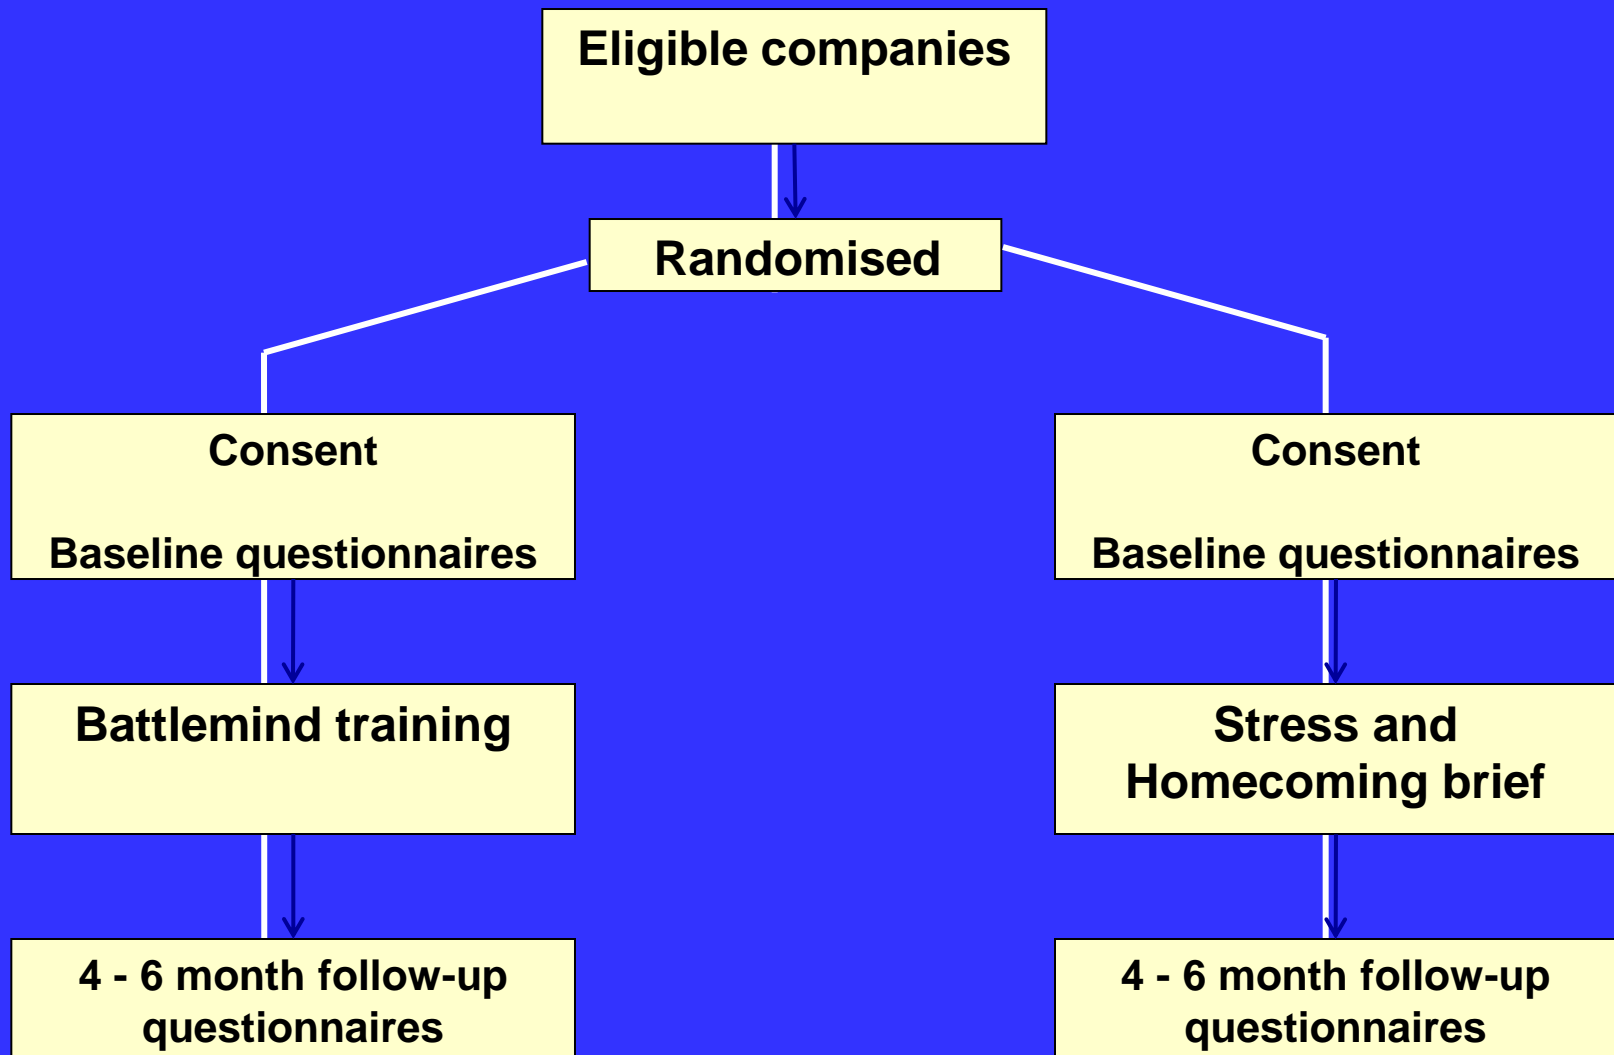 Eligible companies
Randomised
Consent
Baseline questionnaires
Consent
Baseline questionnaires
Battlemind training
Stress and
Homecoming brief
4 - 6 month follow-up
questionnaires
4 - 6 month follow-up
questionnaires